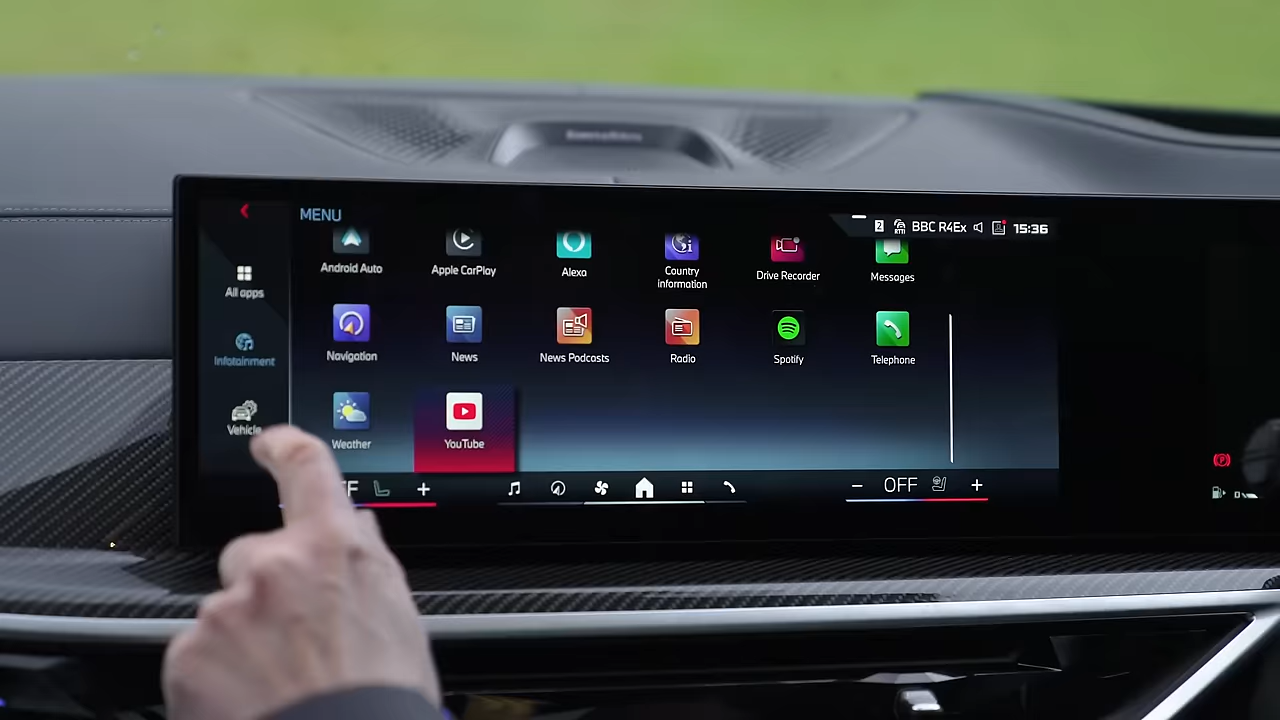 MENU
2 BBC R4Ex 15:36
All apps
Infotainment
Vehicle
Android Auto
Apple CarPlay
Alexa
Country
information
Drive Recorder
Messages
Navigation
News
News Podcasts
Radio
Spotify
Telephone
Weather
YouTube
+
− OFF +